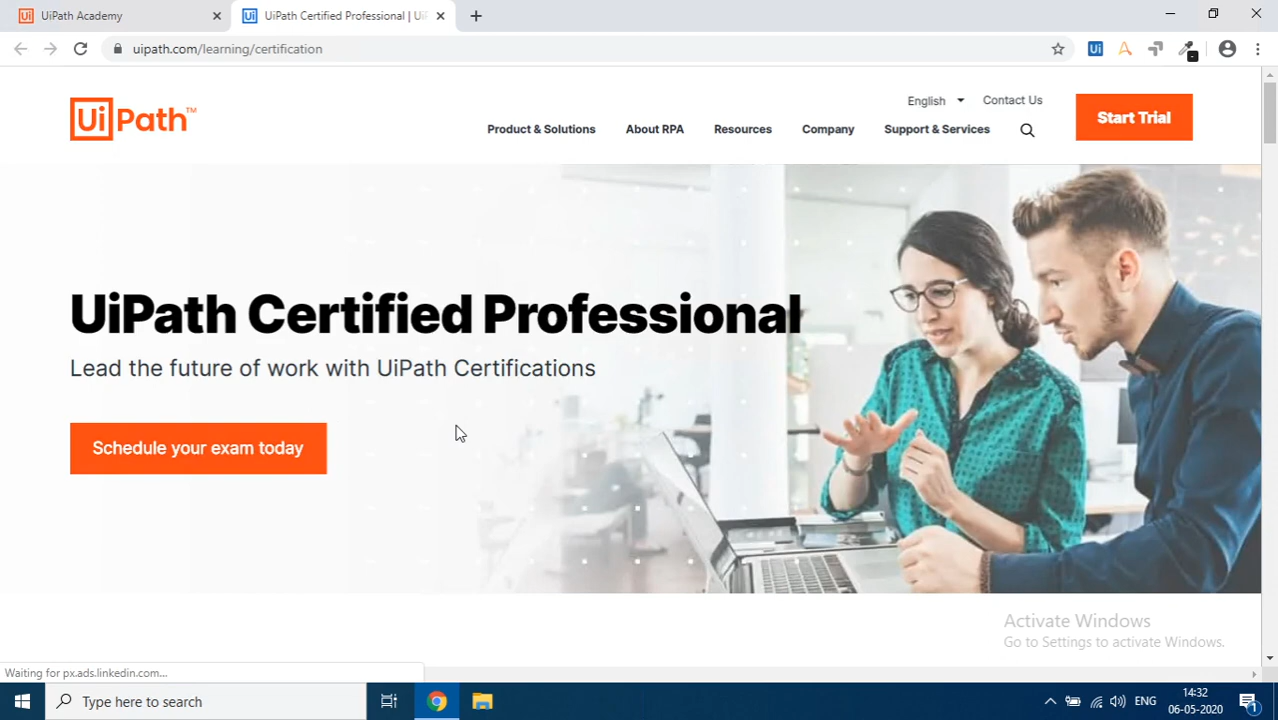 UiPath Academy
UiPath Certified Professional | Ui
uipath.com/learning/certification
Ui
UiPath™
English
Contact Us
Product & Solutions
About RPA
Resources
Company
Support & Services
Start Trial
UiPath Certified Professional
Lead the future of work with UiPath Certifications
Schedule your exam today
Activate Windows
Go to Settings to activate Windows.
Waiting for px.ads.linkedin.com...
Type here to search
ENG
14:32
06-05-2020
1